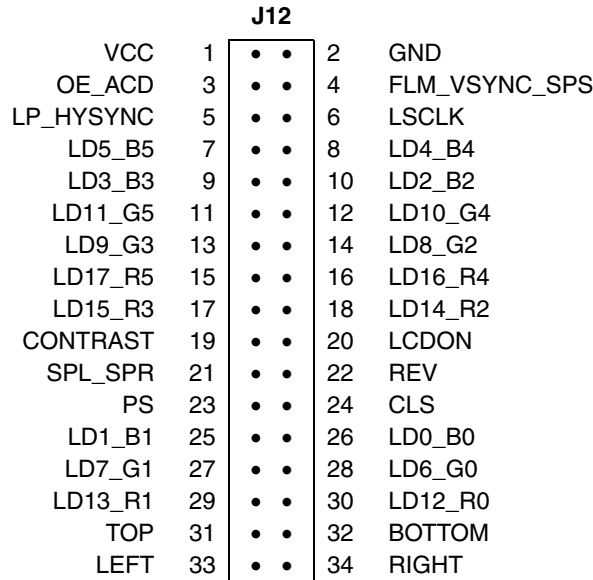 J12
VCC 1 • • 2 GND
OE_ACD 3 • • 4 FLM_VSYNC_SPS
LP_HYSYNC 5 • • 6 LSCLK
LD5_B5 7 • • 8 LD4_B4
LD3_B3 9 • • 10 LD2_B2
LD11_G5 11 • • 12 LD10_G4
LD9_G3 13 • • 14 LD8_G2
LD17_R5 15 • • 16 LD16_R4
LD15_R3 17 • • 18 LD14_R2
CONTRAST 19 • • 20 LCDON
SPL_SPR 21 • • 22 REV
PS 23 • • 24 CLS
LD1_B1 25 • • 26 LD0_B0
LD7_G1 27 • • 28 LD6_G0
LD13_R1 29 • • 30 LD12_R0
TOP 31 • • 32 BOTTOM
LEFT 33 • • 34 RIGHT